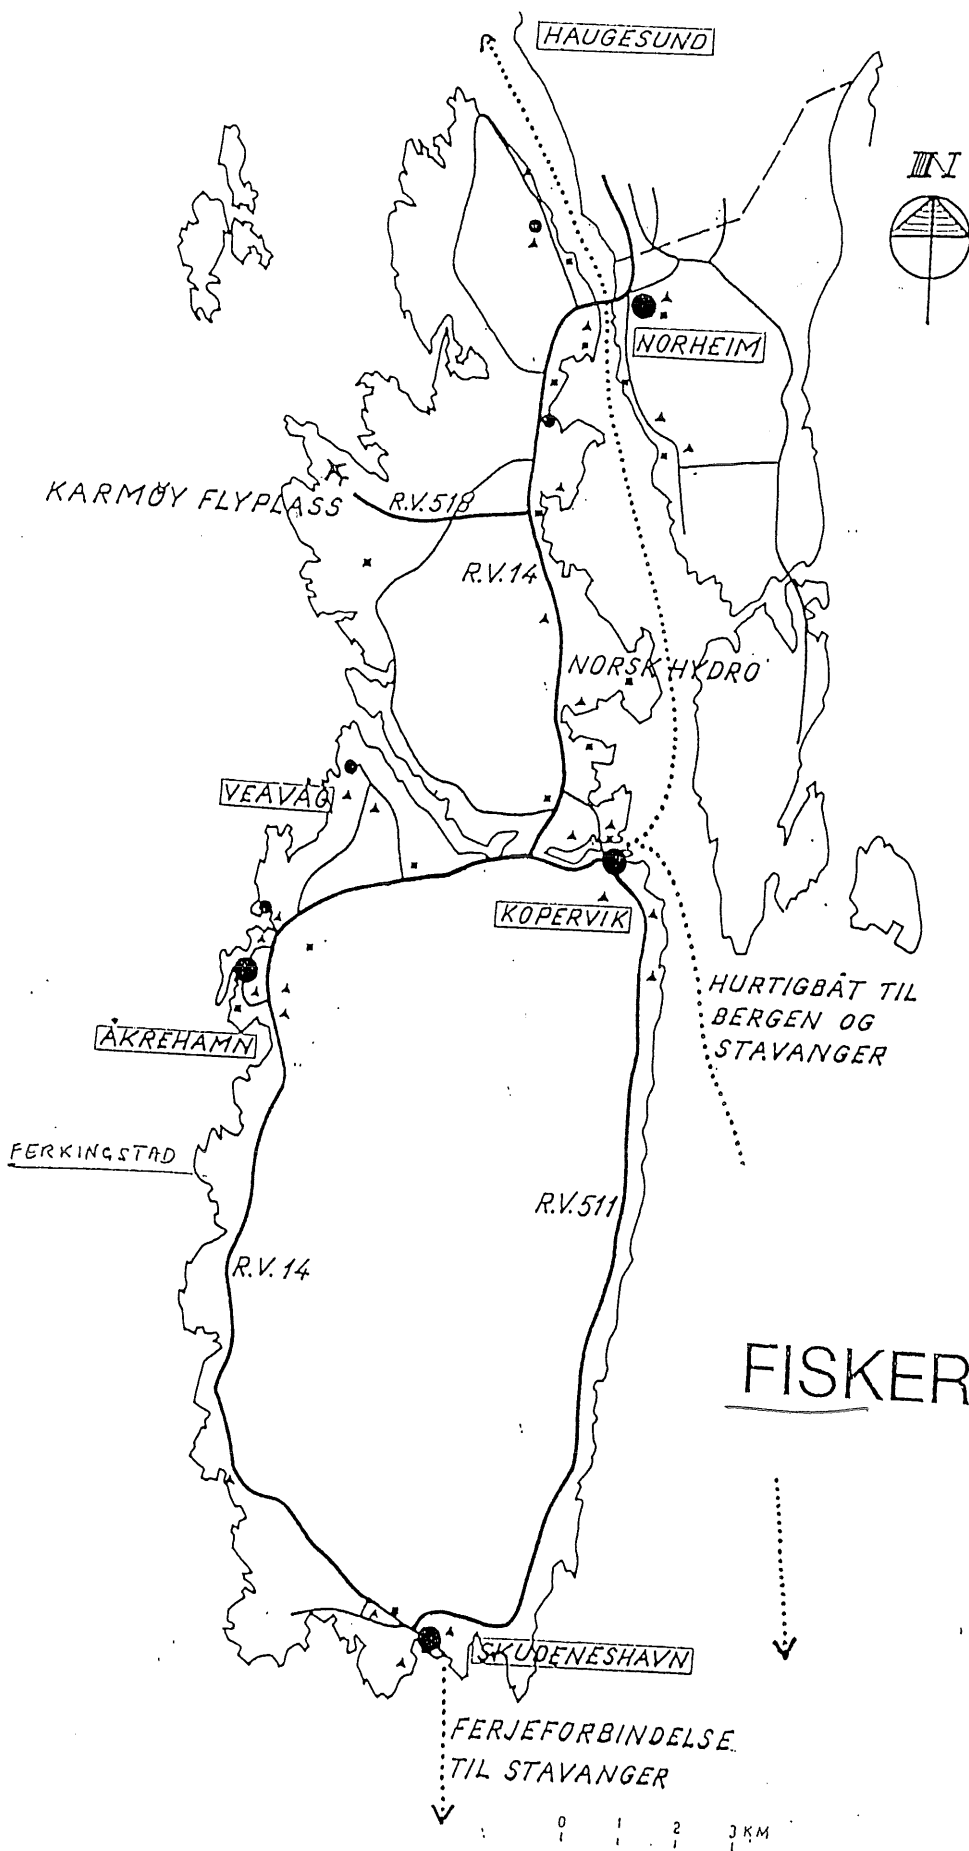 HAUGESUND
N
NORHEIM
KARMØY FLYPLASS
R.V.518
R.V.14
NORSK HYDRO
VEAVÅG
KOPERVIK
HURTIGBÅT TIL
BERGEN OG
STAVANGER
ÅKREHAMN
FERKINGSTAD
R.V.511
R.V.14
FISKER
SKUDENESHAVN
FERJEFORBINDELSE
TIL STAVANGER
0 1 2 3 KM